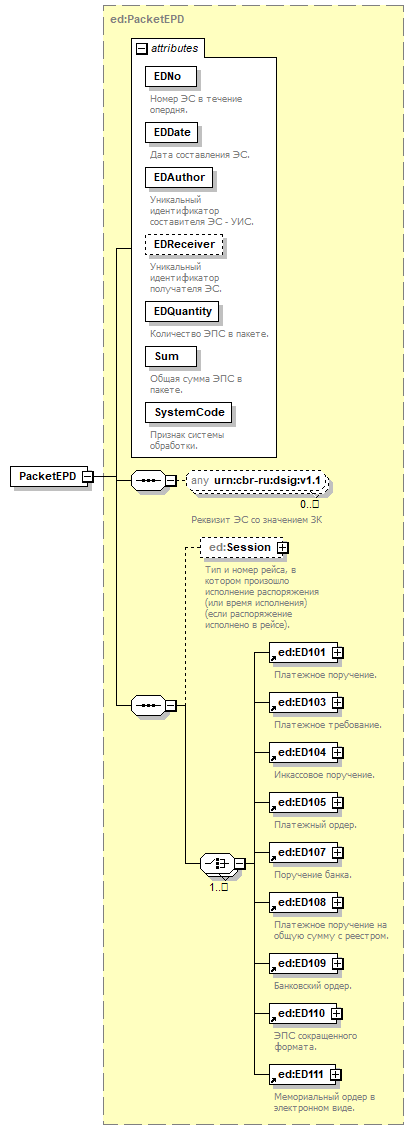 ed:PacketEPD
attributes
EDNo
Номер ЭС в течение
опердня.
EDDate
Дата составления ЭС.
EDAuthor
Уникальный
идентификатор
составителя ЭС - УИС.
EDReceiver
Уникальный
идентификатор
получателя ЭС.
EDQuantity
Количество ЭПС в пакете.
Sum
Общая сумма ЭПС в
пакете.
SystemCode
Признак системы
обработки.
PacketEPD
any urn:cbr-ru:dsig:v1.1
0..□
Реквизит ЭС со значением ЗК
ed:Session
Тип и номер рейса, в
котором произошло
исполнение распоряжения
(или время исполнения)
(если распоряжение
исполнено в рейсе).
ed:ED101
Платежное поручение.
ed:ED103
Платежное требование.
ed:ED104
Инкассовое поручение.
ed:ED105
Платежный ордер.
ed:ED107
Поручение банка.
1..□
ed:ED108
Платежное поручение на
общую сумму с реестром.
ed:ED109
Банковский ордер.
ed:ED110
ЭПС сокращенного
формата.
ed:ED111
Мемориальный ордер в
электронном виде.